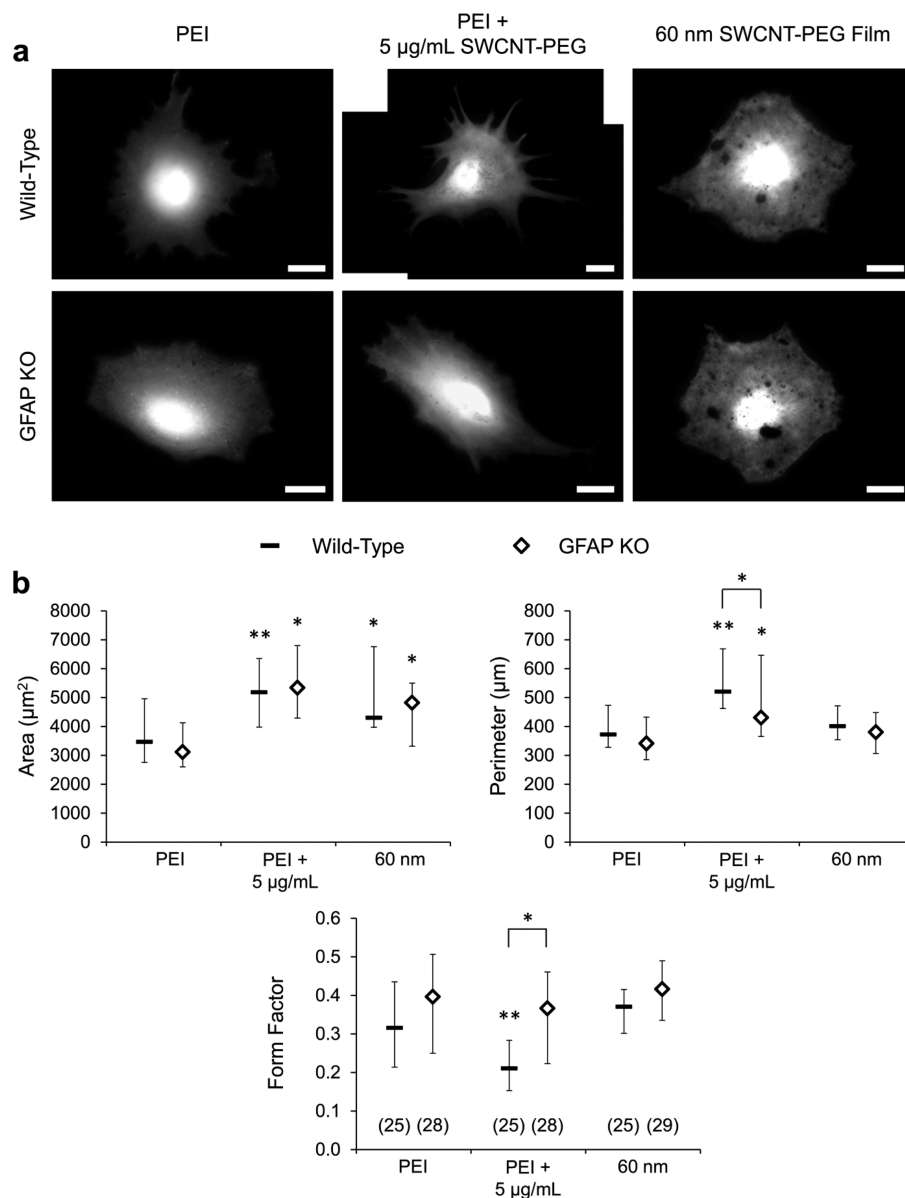 PEI
PEI +
5 µg/mL SWCNT-PEG
60 nm SWCNT-PEG Film
a
Wild-Type
GFAP KO
Wild-Type
GFAP KO
b
Area (µm²)
8000
7000
6000
5000
4000
3000
2000
1000
0
**
*
*
*
PEI
PEI +
5 µg/mL
60 nm
Perimeter (µm)
800
700
600
500
400
300
200
100
0
*
**
*
PEI
PEI +
5 µg/mL
60 nm
Form Factor
0.6
0.5
0.4
0.3
0.2
0.1
0.0
*
**
(25) (28)
(25) (28)
(25) (29)
PEI
PEI +
5 µg/mL
60 nm